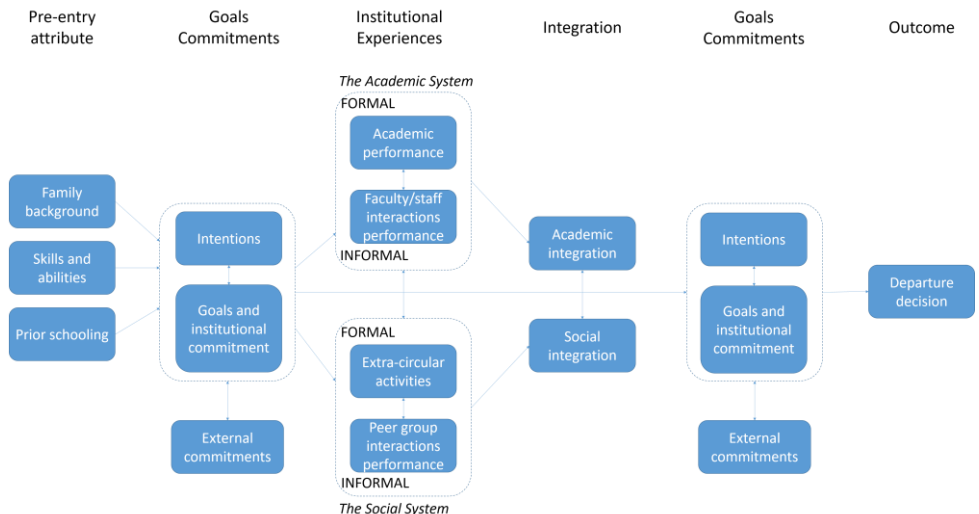 Pre-entry
attribute
Goals
Commitments
Institutional
Experiences
Integration
Goals
Commitments
Outcome
The Academic System
FORMAL
Academic
performance
Faculty/staff
interactions
performance
INFORMAL
Family
background
Skills and
abilities
Prior schooling
Intentions
Goals and
institutional
commitment
External
commitments
FORMAL
Extra-circular
activities
Peer group
interactions
performance
INFORMAL
The Social System
Academic
integration
Social
integration
Intentions
Goals and
institutional
commitment
External
commitments
Departure
decision